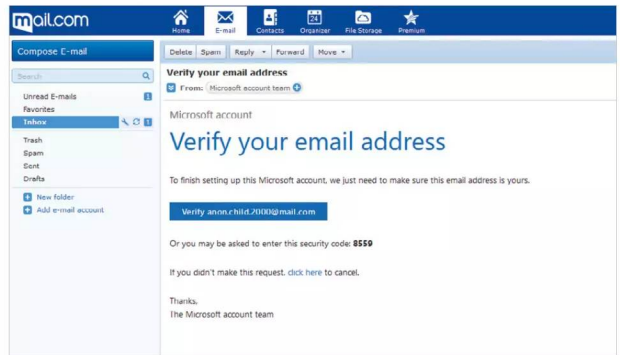 mail.com
Home E-mail Contacts Organizer File Storage Premium
24
Compose E-mail
Delete Spam Reply Forward Move
Search
Verify your email address
From: Microsoft account team
Unread E-mails 1
Favorites
Inbox 1
Trash
Spam
Sent
Drafts
New folder
Add e-mail account
Microsoft account
Verify your email address
To finish setting up this Microsoft account, we just need to make sure this email address is yours.
Verify anon.child.2000@mail.com
Or you may be asked to enter this security code: 8559
If you didn't make this request, click here to cancel.
Thanks,
The Microsoft account team